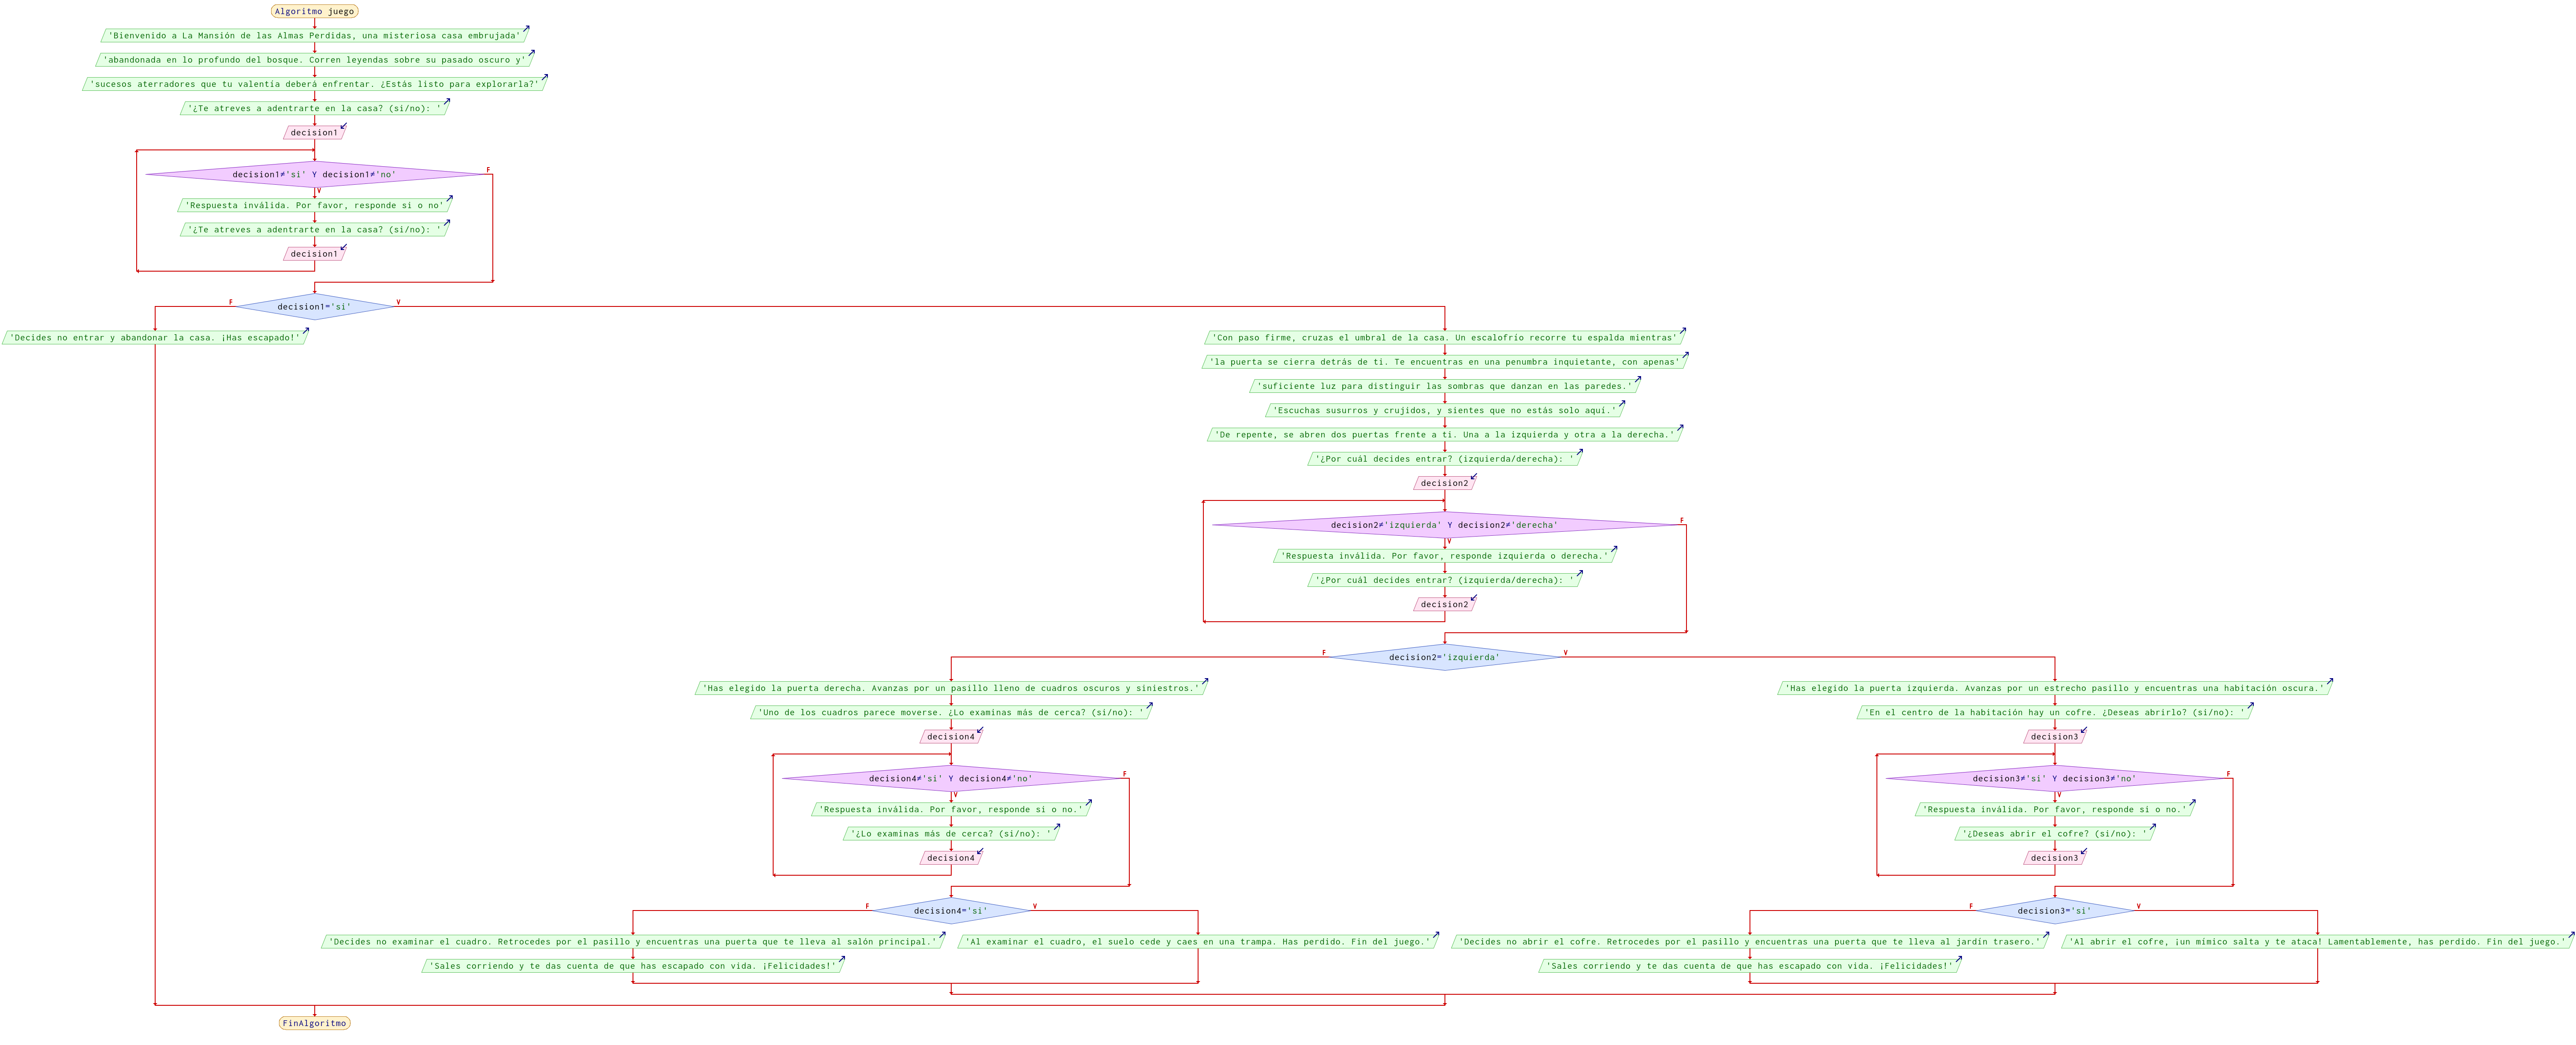 Algoritmo juego
'Bienvenido a La Mansión de las Almas Perdidas, una misteriosa casa embrujada'
'abandonada en lo profundo del bosque. Corren leyendas sobre su pasado oscuro y'
'sucesos aterradores que tu valentía deberá enfrentar. ¿Estás listo para explorarla?'
'¿Te atreves a adentrarte en la casa? (si/no): '
decision1
decision1≠'si' Y decision1≠'no'
F
V
'Respuesta inválida. Por favor, responde si o no'
'¿Te atreves a adentrarte en la casa? (si/no): '
decision1
F
decision1='si'
V
'Decides no entrar y abandonar la casa. ¡Has escapado!'
'Con paso firme, cruzas el umbral de la casa. Un escalofrío recorre tu espalda mientras'
'la puerta se cierra detrás de ti. Te encuentras en una penumbra inquietante, con apenas'
'suficiente luz para distinguir las sombras que danzan en las paredes.'
'Escuchas susurros y crujidos, y sientes que no estás solo aquí.'
'De repente, se abren dos puertas frente a ti. Una a la izquierda y otra a la derecha.'
'¿Por cuál decides entrar? (izquierda/derecha): '
decision2
decision2≠'izquierda' Y decision2≠'derecha'
F
V
'Respuesta inválida. Por favor, responde izquierda o derecha.'
'¿Por cuál decides entrar? (izquierda/derecha): '
decision2
F
decision2='izquierda'
V
'Has elegido la puerta derecha. Avanzas por un pasillo lleno de cuadros oscuros y siniestros.'
'Uno de los cuadros parece moverse. ¿Lo examinas más de cerca? (si/no): '
decision4
decision4≠'si' Y decision4≠'no'
F
V
'Respuesta inválida. Por favor, responde si o no.'
'¿Lo examinas más de cerca? (si/no): '
decision4
F
decision4='si'
V
'Decides no examinar el cuadro. Retrocedes por el pasillo y encuentras una puerta que te lleva al salón principal.'
'Sales corriendo y te das cuenta de que has escapado con vida. ¡Felicidades!'
'Al examinar el cuadro, el suelo cede y caes en una trampa. Has perdido. Fin del juego.'
'Has elegido la puerta izquierda. Avanzas por un estrecho pasillo y encuentras una habitación oscura.'
'En el centro de la habitación hay un cofre. ¿Deseas abrirlo? (si/no): '
decision3
decision3≠'si' Y decision3≠'no'
F
V
'Respuesta inválida. Por favor, responde si o no.'
'¿Deseas abrir el cofre? (si/no): '
decision3
F
decision3='si'
V
'Decides no abrir el cofre. Retrocedes por el pasillo y encuentras una puerta que te lleva al jardín trasero.'
'Sales corriendo y te das cuenta de que has escapado con vida. ¡Felicidades!'
'Al abrir el cofre, ¡un mímico salta y te ataca! Lamentablemente, has perdido. Fin del juego.'
FinAlgoritmo